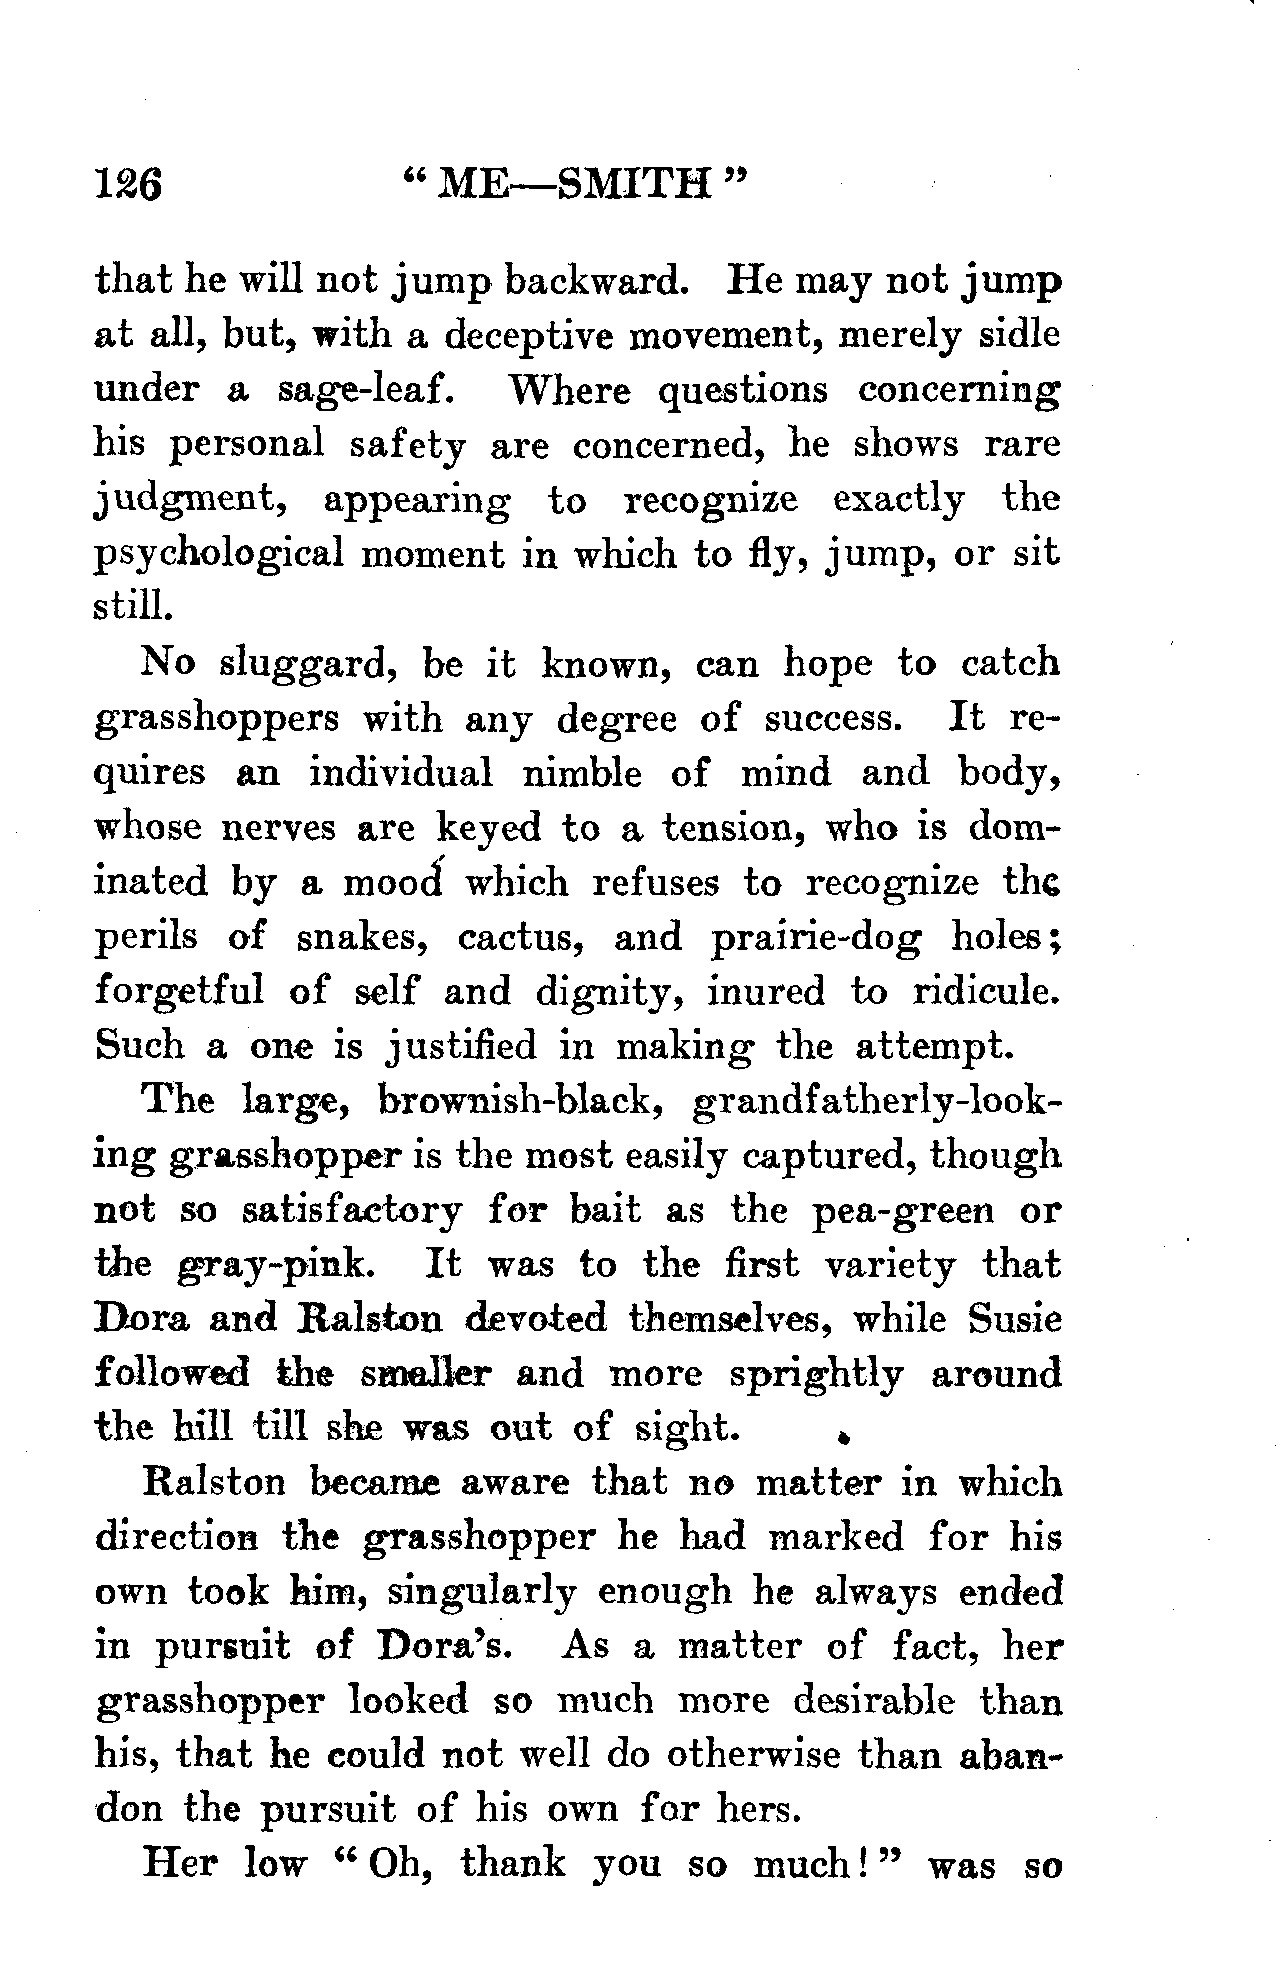 126 " ME—SMITH "
that he will not jump backward. He may not jump
at all, but, with a deceptive movement, merely sidle
under a sage-leaf. Where questions concerning
his personal safety are concerned, he shows rare
judgment, appearing to recognize exactly the
psychological moment in which to fly, jump, or sit
still.
No sluggard, be it known, can hope to catch
grasshoppers with any degree of success. It re-
quires an individual nimble of mind and body,
whose nerves are keyed to a tension, who is dom-
inated by a mood which refuses to recognize the
perils of snakes, cactus, and prairie-dog holes;
forgetful of self and dignity, inured to ridicule.
Such a one is justified in making the attempt.
The large, brownish-black, grandfatherly-look-
ing grasshopper is the most easily captured, though
not so satisfactory for bait as the pea-green or
the gray-pink. It was to the first variety that
Dora and Ralston devoted themselves, while Susie
followed the smaller and more sprightly around
the hill till she was out of sight.
Ralston became aware that no matter in which
direction the grasshopper he had marked for his
own took him, singularly enough he always ended
in pursuit of Dora's. As a matter of fact, her
grasshopper looked so much more desirable than
his, that he could not well do otherwise than aban-
don the pursuit of his own for hers.
Her low " Oh, thank you so much! " was so